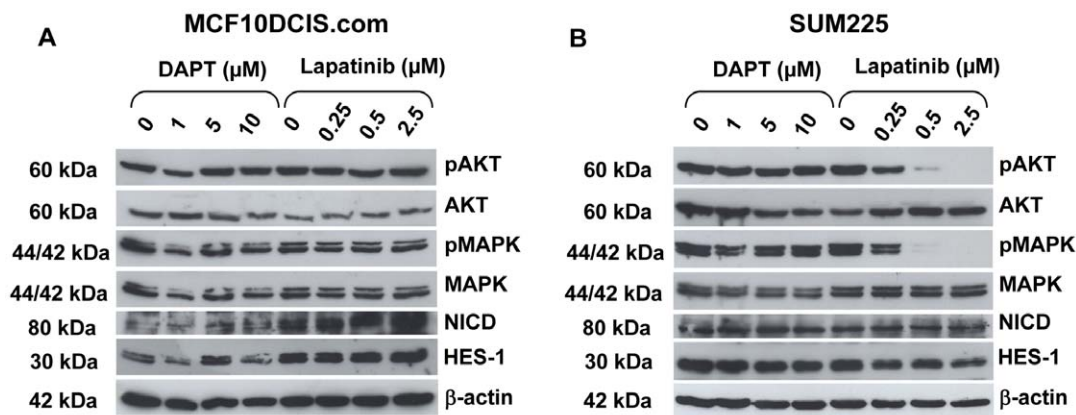 A
MCF10DCIS.com
DAPT (µM) Lapatinib (µM)
0 1 5 10 0 0.25 0.5 2.5
60 kDa pAKT
60 kDa AKT
44/42 kDa pMAPK
44/42 kDa MAPK
80 kDa NICD
30 kDa HES-1
42 kDa β-actin
B
SUM225
DAPT (µM) Lapatinib (µM)
0 1 5 10 0 0.25 0.5 2.5
60 kDa pAKT
60 kDa AKT
44/42 kDa pMAPK
44/42 kDa MAPK
80 kDa NICD
30 kDa HES-1
42 kDa β-actin